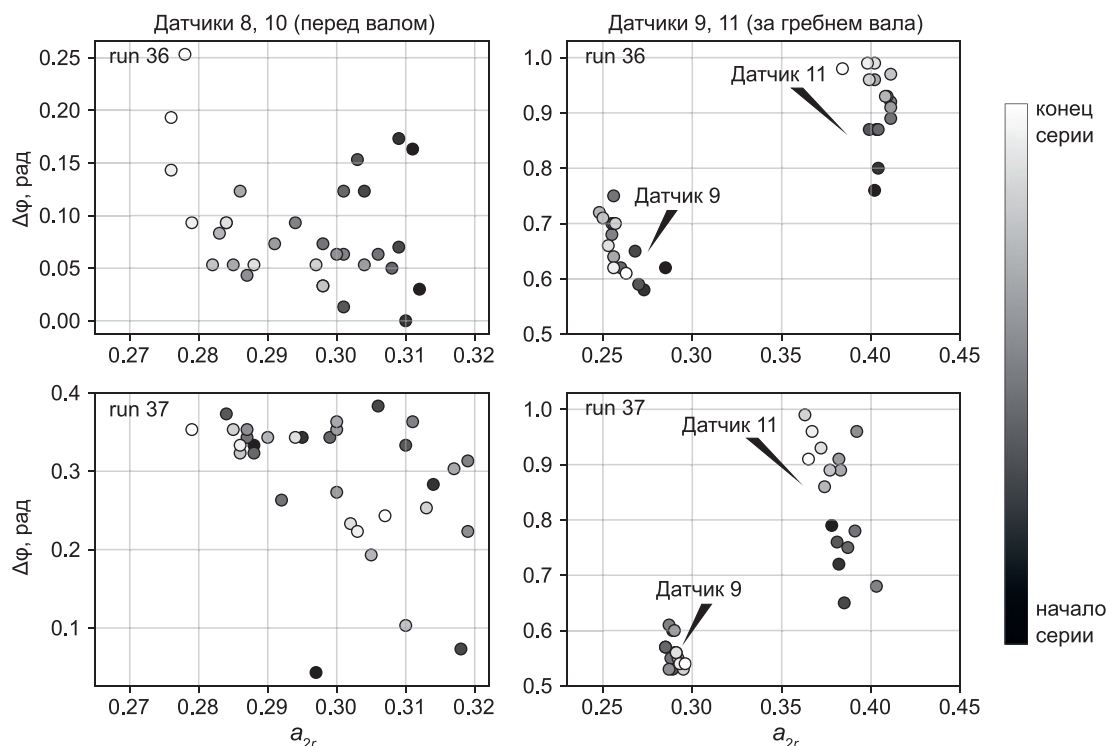 Датчики 8, 10 (перед валом)
Датчики 9, 11 (за гребнем вала)
run 36
0.25
0.20
0.15
0.10
0.05
0.00
Δφ, рад
0.27 0.28 0.29 0.30 0.31 0.32
run 36
Датчик 11
Датчик 9
1.0
0.9
0.8
0.7
0.6
0.5
0.25 0.30 0.35 0.40 0.45
run 37
0.4
0.3
0.2
0.1
Δφ, рад
0.27 0.28 0.29 0.30 0.31 0.32
a2r
run 37
Датчик 11
Датчик 9
1.0
0.9
0.8
0.7
0.6
0.5
0.25 0.30 0.35 0.40 0.45
a2r
конец
серии
начало
серии